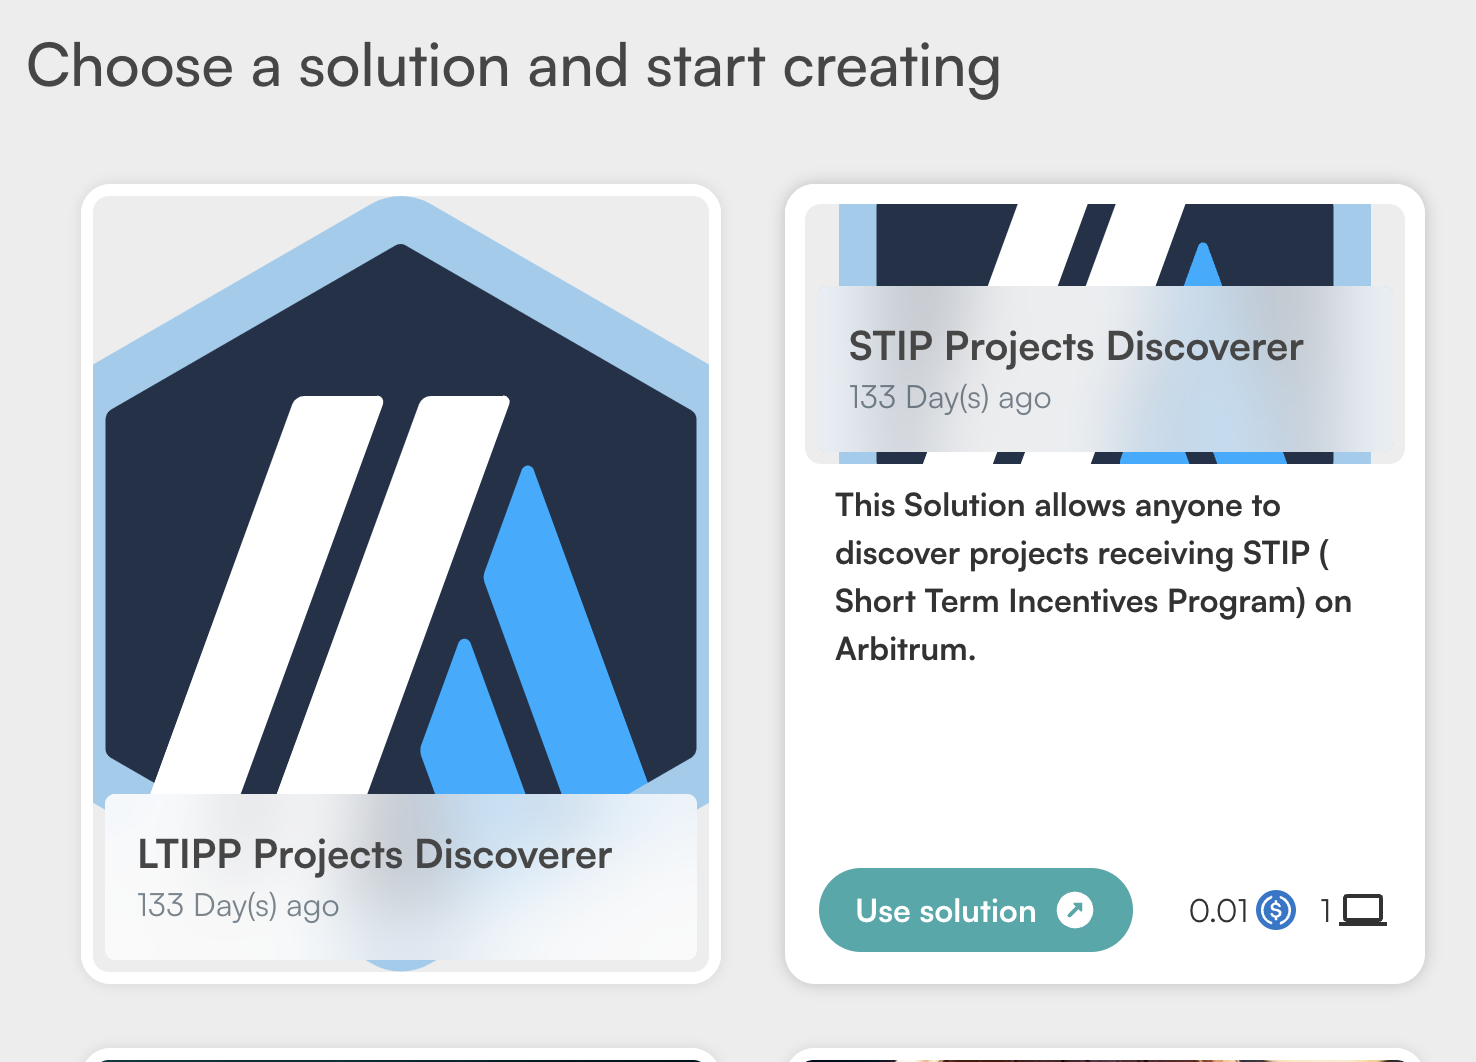 Choose a solution and start creating
LTIPP Projects Discoverer
133 Day(s) ago
STIP Projects Discoverer
133 Day(s) ago
This Solution allows anyone to
discover projects receiving STIP (
Short Term Incentives Program) on
Arbitrum.
Use solution
0.01
1